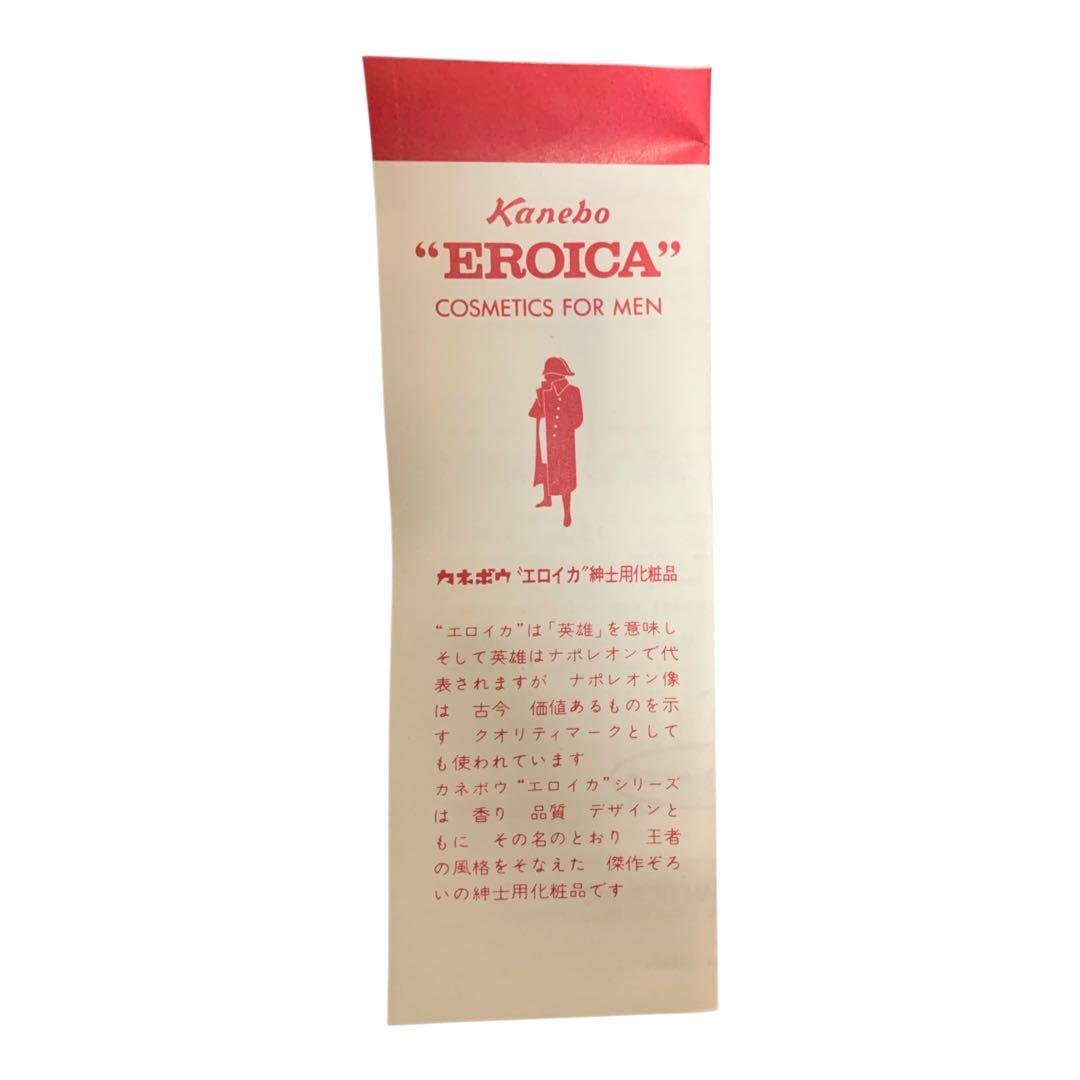 Kanebo
“EROICA”
COSMETICS FOR MEN
カネボウ〝エロイカ〟紳士用化粧品
“エロイカ”は「英雄」を意味し
そして英雄はナポレオンで代
表されますが　ナポレオン像
は　古今　価値あるものを示
す　クオリティマークとして
も使われています
カネボウ“エロイカ”シリーズ
は　香り　品質　デザインと
もに　その名のとおり　王者
の風格をそなえた　傑作ぞろ
いの紳士用化粧品です